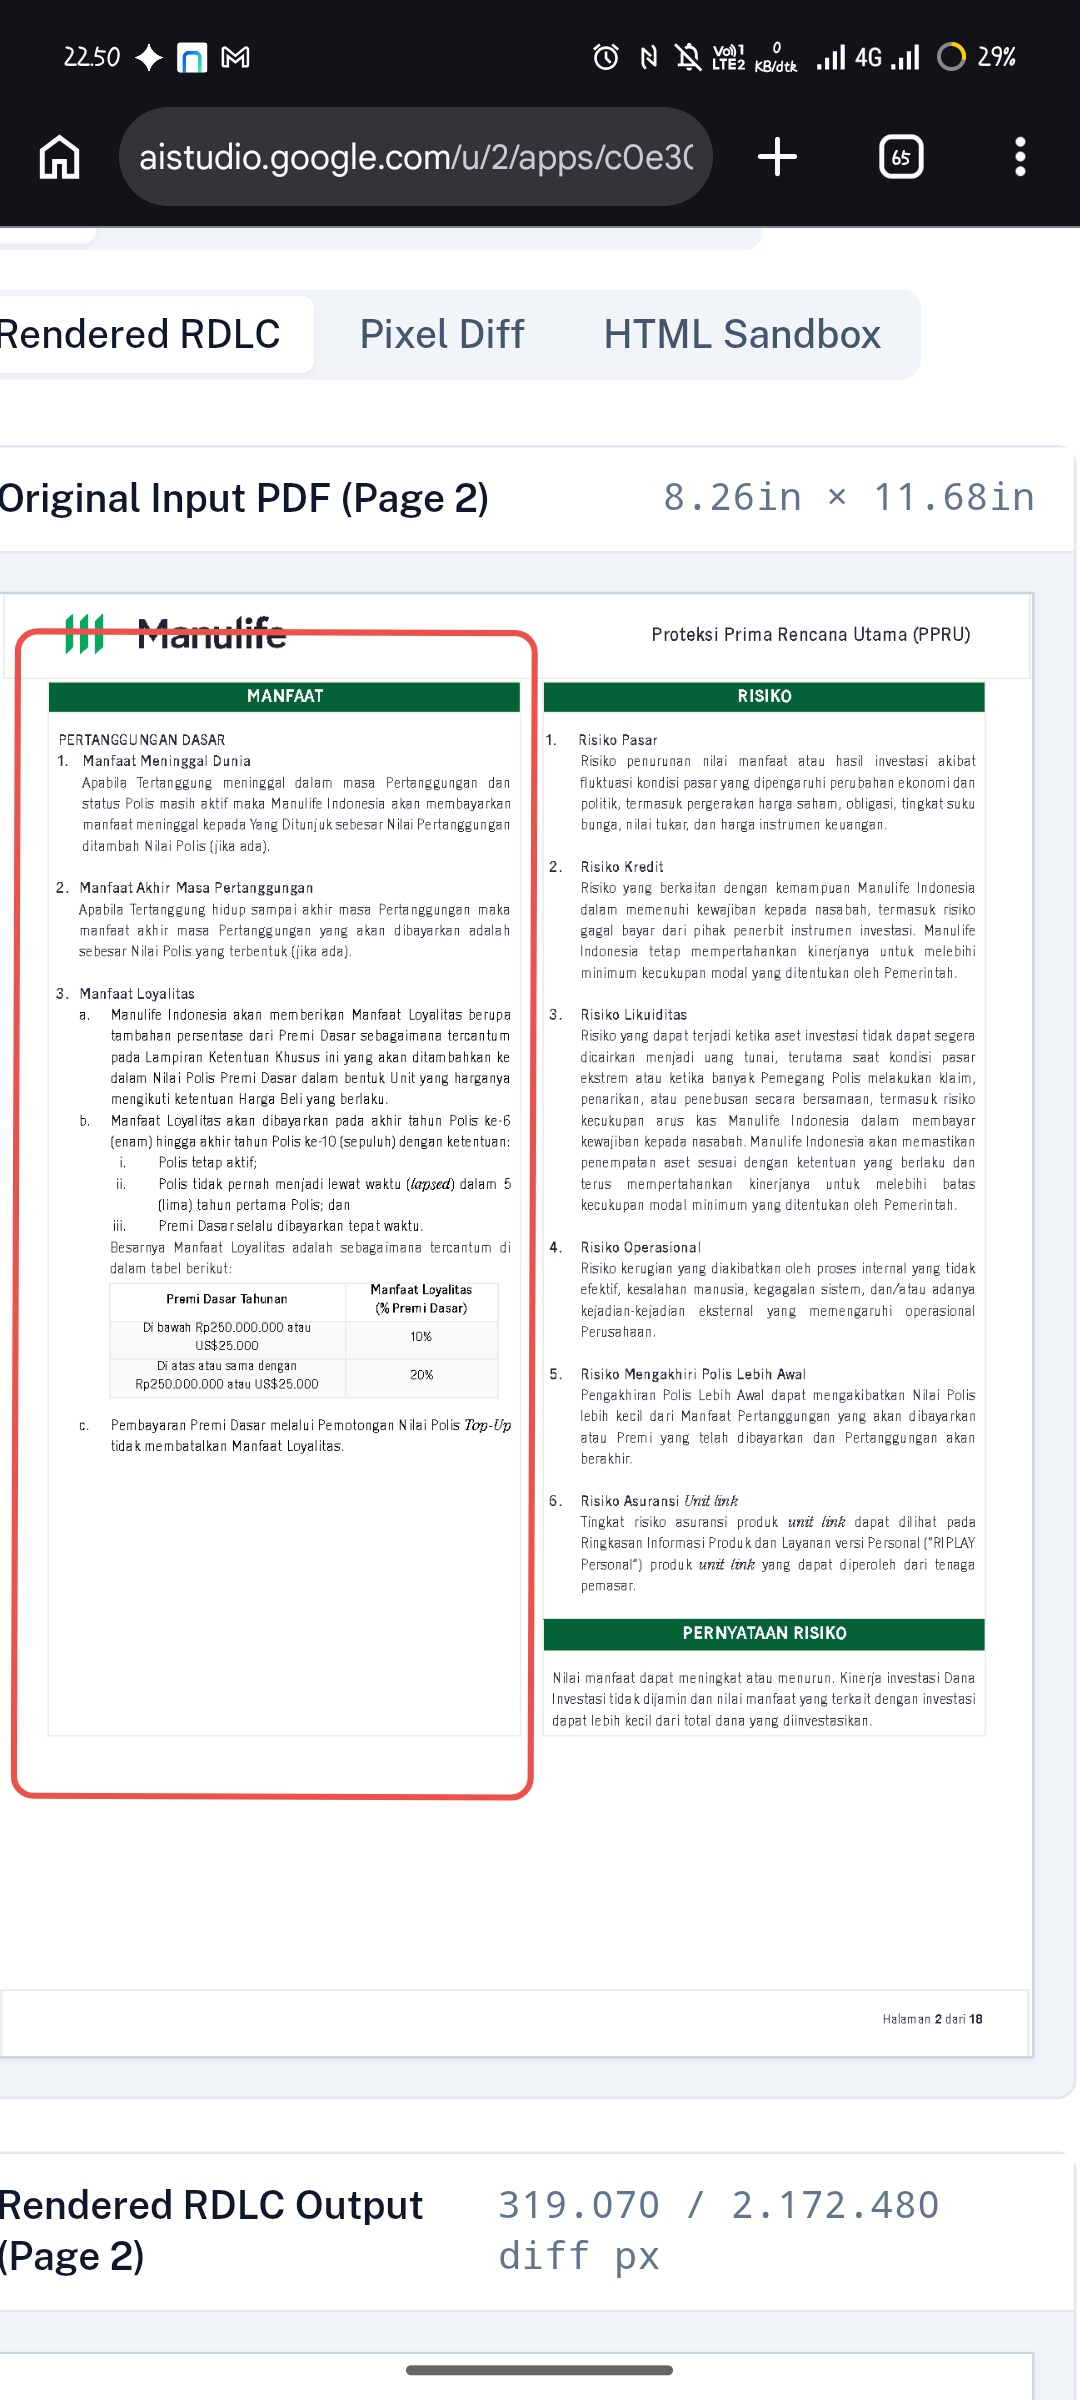 22.50
Vo)) 1
LTE2
0
KB/dtk
4G
29%
aistudio.google.com/u/2/apps/c0e3
65
Rendered RDLC
Pixel Diff
HTML Sandbox
Original Input PDF (Page 2)
8.26in × 11.68in
Manulife
Proteksi Prima Rencana Utama (PPRU)
MANFAAT
PERTANGGUNGAN DASAR
1. Manfaat Meninggal Dunia
Apabila Tertanggung meninggal dalam masa Pertanggungan dan
status Polis masih aktif maka Manulife Indonesia akan membayarkan
manfaat meninggal kepada Yang Ditunjuk sebesar Nilai Pertanggungan
ditambah Nilai Polis (jika ada).
2. Manfaat Akhir Masa Pertanggungan
Apabila Tertanggung hidup sampai akhir masa Pertanggungan maka
manfaat akhir masa Pertanggungan yang akan dibayarkan adalah
sebesar Nilai Polis yang terbentuk (jika ada).
3. Manfaat Loyalitas
a. Manulife Indonesia akan memberikan Manfaat Loyalitas berupa
tambahan persentase dari Premi Dasar sebagaimana tercantum
pada Lampiran Ketentuan Khusus ini yang akan ditambahkan ke
dalam Nilai Polis Premi Dasar dalam bentuk Unit yang harganya
mengikuti ketentuan Harga Beli yang berlaku.
b. Manfaat Loyalitas akan dibayarkan pada akhir tahun Polis ke-6
(enam) hingga akhir tahun Polis ke-10 (sepuluh) dengan ketentuan:
i. Polis tetap aktif;
ii. Polis tidak pernah menjadi lewat waktu (lapsed) dalam 5
(lima) tahun pertama Polis; dan
iii. Premi Dasar selalu dibayarkan tepat waktu.
Besarnya Manfaat Loyalitas adalah sebagaimana tercantum di
dalam tabel berikut:
Premi Dasar Tahunan
Manfaat Loyalitas
(% Premi Dasar)
Di bawah Rp250.000.000 atau
US$25.000
10%
Di atas atau sama dengan
Rp250.000.000 atau US$25.000
20%
c. Pembayaran Premi Dasar melalui Pemotongan Nilai Polis Top-Up
tidak membatalkan Manfaat Loyalitas.
RISIKO
1. Risiko Pasar
Risiko penurunan nilai manfaat atau hasil investasi akibat
fluktuasi kondisi pasar yang dipengaruhi perubahan ekonomi dan
politik, termasuk pergerakan harga saham, obligasi, tingkat suku
bunga, nilai tukar, dan harga instrumen keuangan.
2. Risiko Kredit
Risiko yang berkaitan dengan kemampuan Manulife Indonesia
dalam memenuhi kewajiban kepada nasabah, termasuk risiko
gagal bayar dari pihak penerbit instrumen investasi. Manulife
Indonesia tetap mempertahankan kinerjanya untuk melebihi
minimum kecukupan modal yang ditentukan oleh Pemerintah.
3. Risiko Likuiditas
Risiko yang dapat terjadi ketika aset investasi tidak dapat segera
dicairkan menjadi uang tunai, terutama saat kondisi pasar
ekstrem atau ketika banyak Pemegang Polis melakukan klaim,
penarikan, atau penebusan secara bersamaan, termasuk risiko
kecukupan arus kas Manulife Indonesia dalam membayar
kewajiban kepada nasabah. Manulife Indonesia akan memastikan
penempatan aset sesuai dengan ketentuan yang berlaku dan
terus mempertahankan kinerjanya untuk melebihi batas
kecukupan modal minimum yang ditentukan oleh Pemerintah.
4. Risiko Operasional
Risiko kerugian yang diakibatkan oleh proses internal yang tidak
efektif, kesalahan manusia, kegagalan sistem, dan/atau adanya
kejadian-kejadian eksternal yang memengaruhi operasional
Perusahaan.
5. Risiko Mengakhiri Polis Lebih Awal
Pengakhiran Polis Lebih Awal dapat mengakibatkan Nilai Polis
lebih kecil dari Manfaat Pertanggungan yang akan dibayarkan
atau Premi yang telah dibayarkan dan Pertanggungan akan
berakhir.
6. Risiko Asuransi Unit link
Tingkat risiko asuransi produk unit link dapat dilihat pada
Ringkasan Informasi Produk dan Layanan versi Personal ("RIPLAY
Personal") produk unit link yang dapat diperoleh dari tenaga
pemasar.
PERNYATAAN RISIKO
Nilai manfaat dapat meningkat atau menurun. Kinerja investasi Dana
Investasi tidak dijamin dan nilai manfaat yang terkait dengan investasi
dapat lebih kecil dari total dana yang diinvestasikan.
Halaman 2 dari 18
Rendered RDLC Output
(Page 2)
319.070 / 2.172.480
diff px